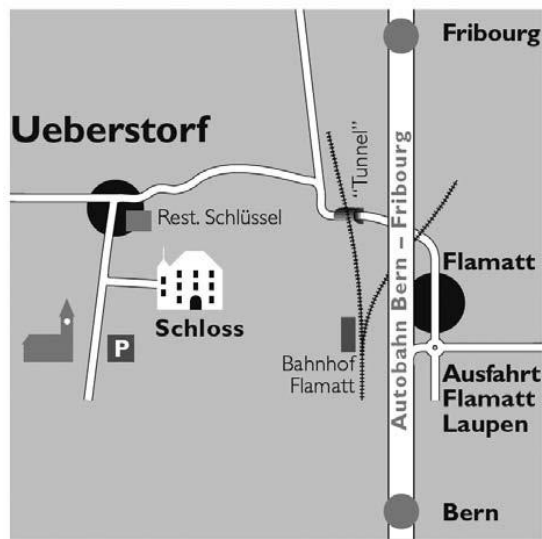 Fribourg
Ueberstorf
"Tunnel"
Rest. Schlüssel
Autobahn Bern – Fribourg
Flamatt
Schloss
P
Bahnhof
Flamatt
Ausfahrt
Flamatt
Laupen
Bern